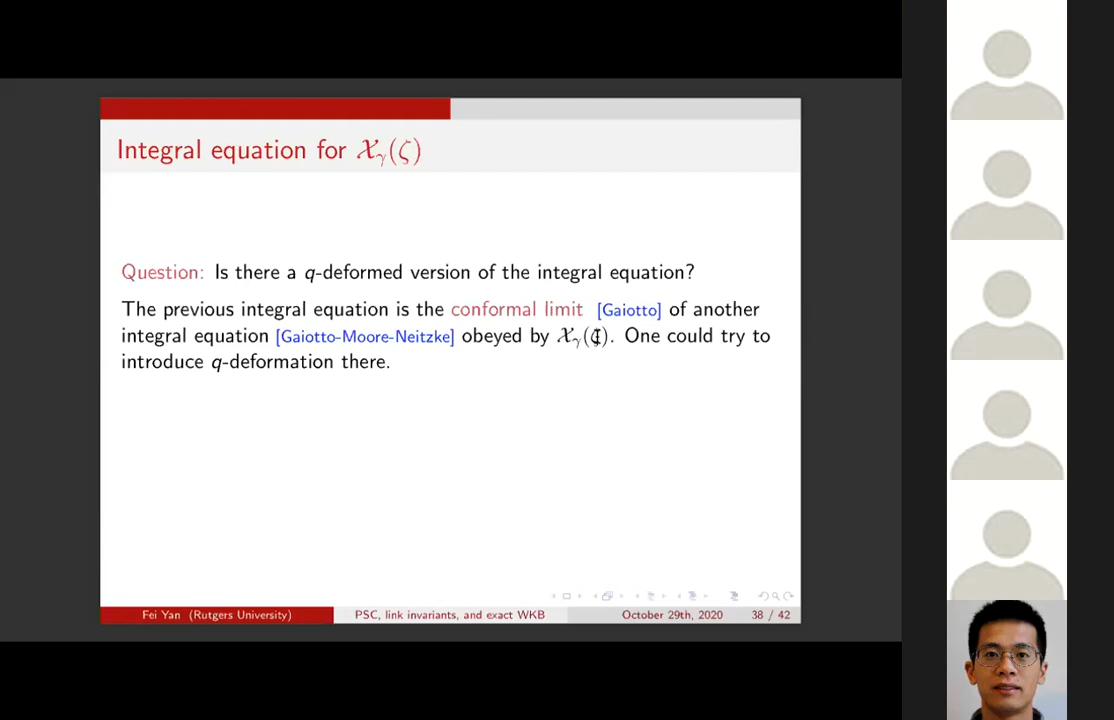 Integral equation for 𝒳_γ(ζ)
Question: Is there a q-deformed version of the integral equation?
The previous integral equation is the conformal limit [Gaiotto] of another
integral equation [Gaiotto-Moore-Neitzke] obeyed by 𝒳_γ(ζ). One could try to
introduce q-deformation there.
Fei Yan (Rutgers University) PSC, link invariants, and exact WKB October 29th, 2020 38 / 42